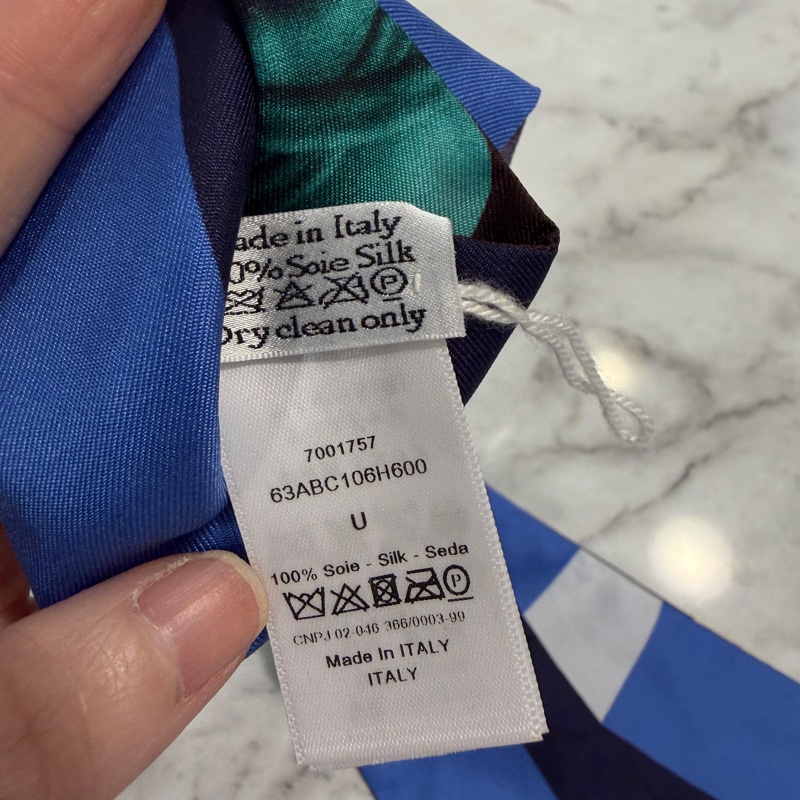 ade in Italy
0% Soie Silk
Dry clean only
7001757
63ABC106H600
U
100% Soie - Silk - Seda
P
CNPJ 02-046 366/0003-99
Made In ITALY
ITALY